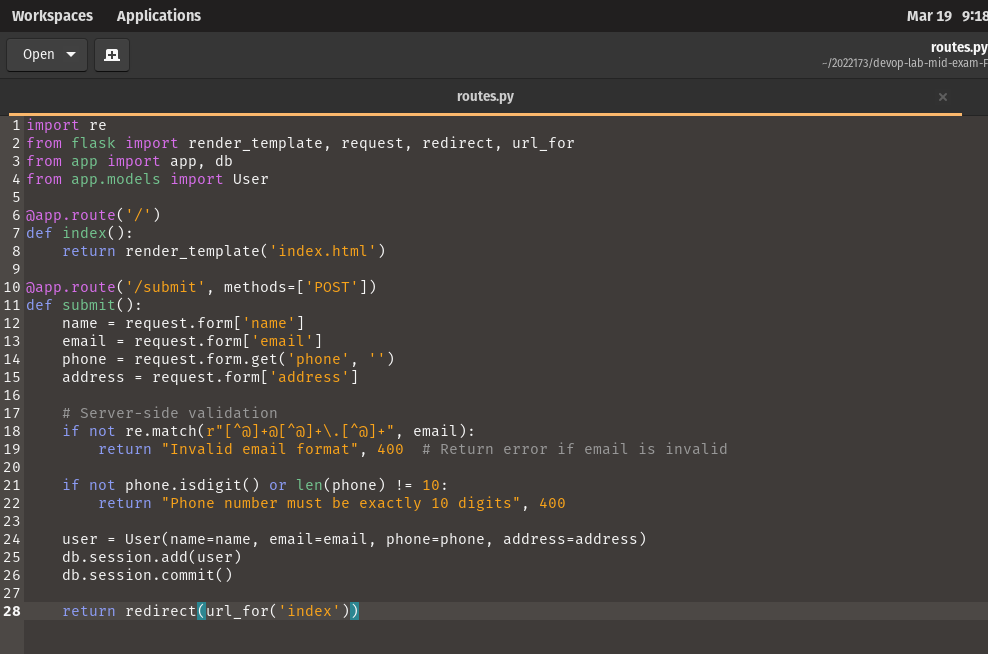 Workspaces Applications Mar 19 9:18
Open routes.py
~/2022173/devop-lab-mid-exam-F
routes.py ×
1 import re
2 from flask import render_template, request, redirect, url_for
3 from app import app, db
4 from app.models import User
5
6 @app.route('/')
7 def index():
8     return render_template('index.html')
9
10 @app.route('/submit', methods=['POST'])
11 def submit():
12     name = request.form['name']
13     email = request.form['email']
14     phone = request.form.get('phone', '')
15     address = request.form['address']
16
17     # Server-side validation
18     if not re.match(r"[^@]+@[^@]+\.[^@]+", email):
19         return "Invalid email format", 400  # Return error if email is invalid
20
21     if not phone.isdigit() or len(phone) != 10:
22         return "Phone number must be exactly 10 digits", 400
23
24     user = User(name=name, email=email, phone=phone, address=address)
25     db.session.add(user)
26     db.session.commit()
27
28     return redirect(url_for('index'))